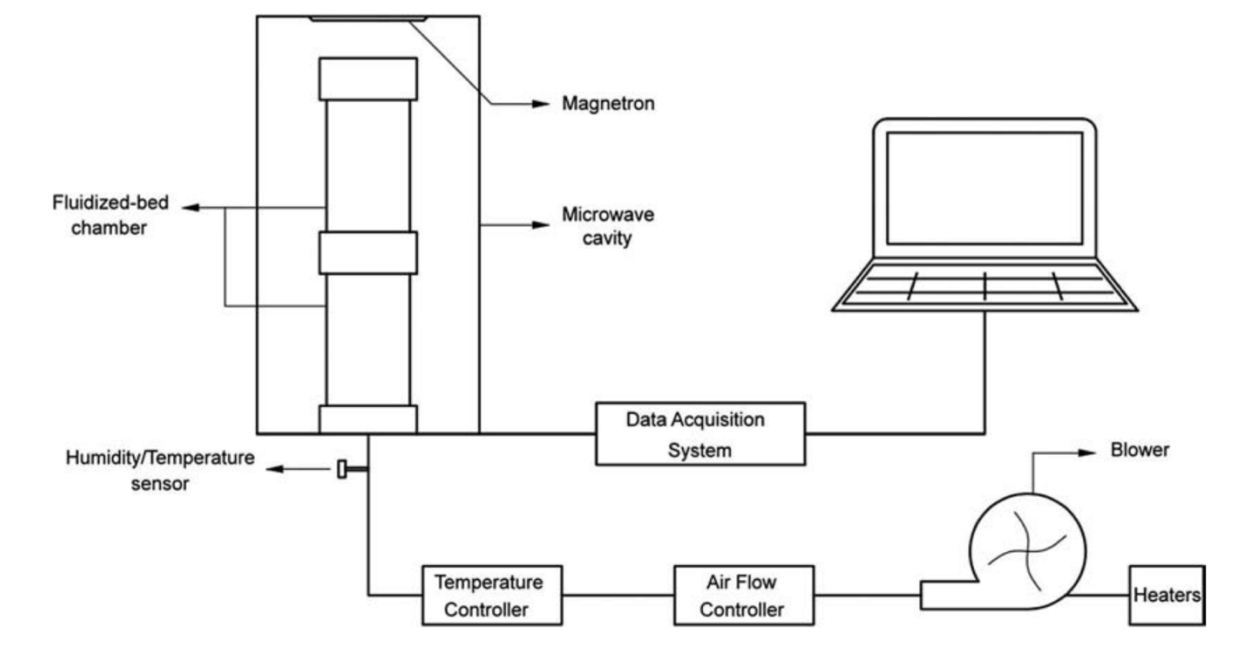 Magnetron
Fluidized-bed
chamber
Microwave
cavity
Data Acquisition
System
Humidity/Temperature
sensor
Blower
Temperature
Controller
Air Flow
Controller
Heaters